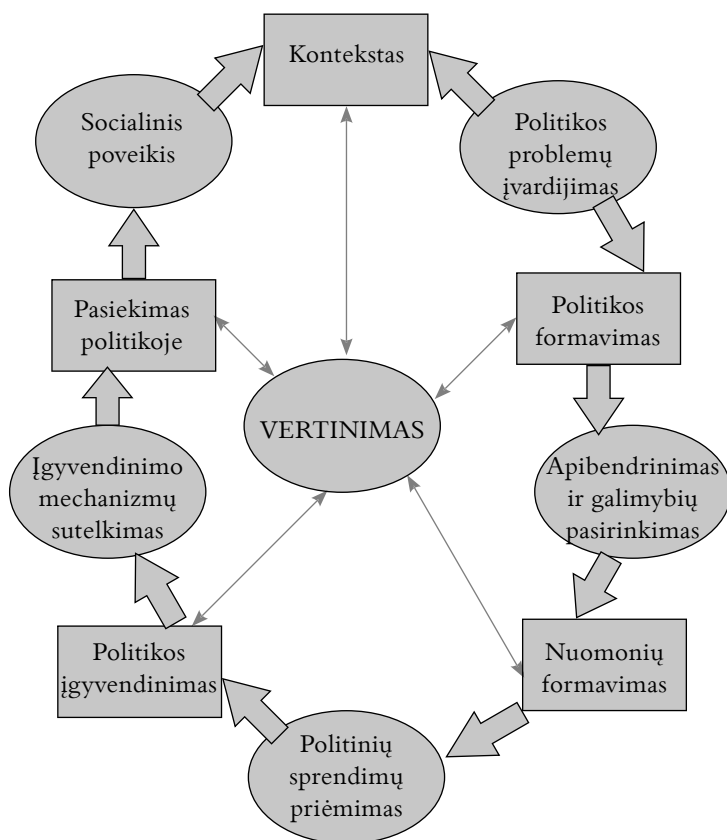 Kontekstas
Politikos
problemų
įvardijimas
Politikos
formavimas
Apibendrinimas
ir galimybių
pasirinkimas
Nuomonių
formavimas
Politinių
sprendimų
priėmimas
Politikos
įgyvendinimas
Įgyvendinimo
mechanizmų
sutelkimas
Pasiekimas
politikoje
Socialinis
poveikis
VERTINIMAS